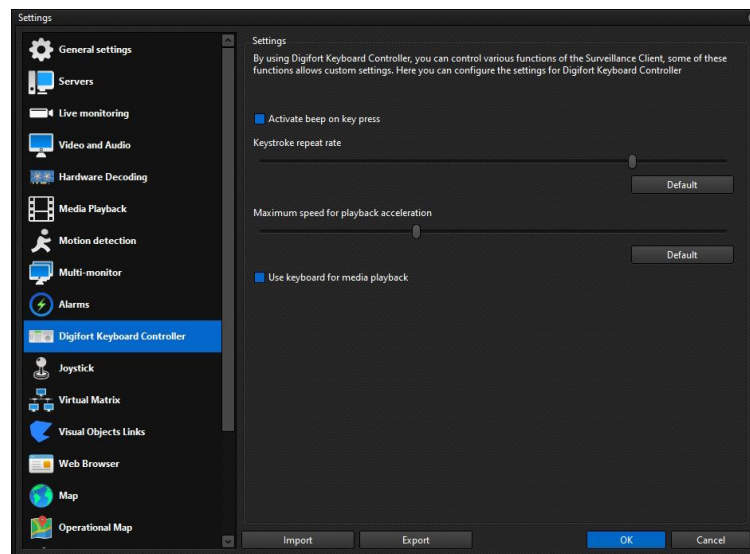 Settings
General settings
Servers
Live monitoring
Video and Audio
Hardware Decoding
Media Playback
Motion detection
Multi-monitor
Alarms
Digifort Keyboard Controller
Joystick
Virtual Matrix
Visual Objects Links
Web Browser
Map
Operational Map
Settings
By using Digifort Keyboard Controller, you can control various functions of the Surveillance Client, some of these
functions allows custom settings. Here you can configure the settings for Digifort Keyboard Controller
Activate beep on key press
Keystroke repeat rate
Default
Maximum speed for playback acceleration
Default
Use keyboard for media playback
Import
Export
OK
Cancel